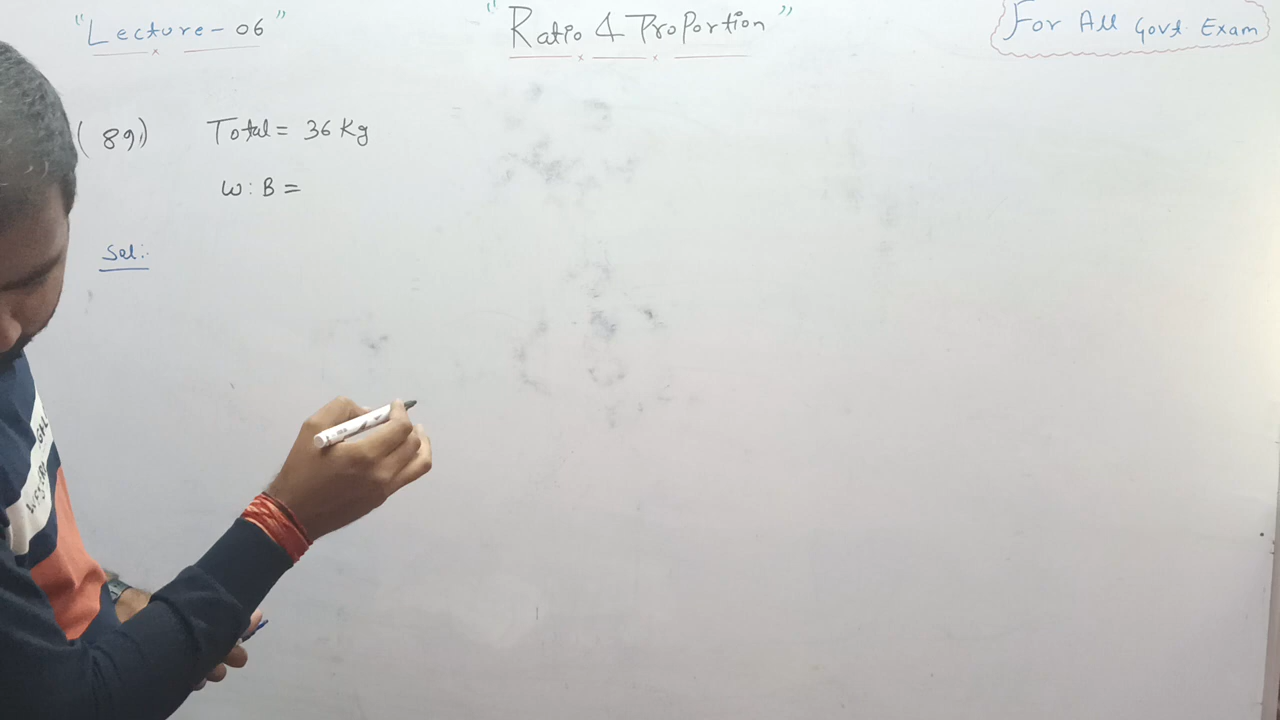 "Lecture-06"
"Ratio & Proportion"
For All Govt Exam
(89) Total = 36 Kg
W:B =
Sol: